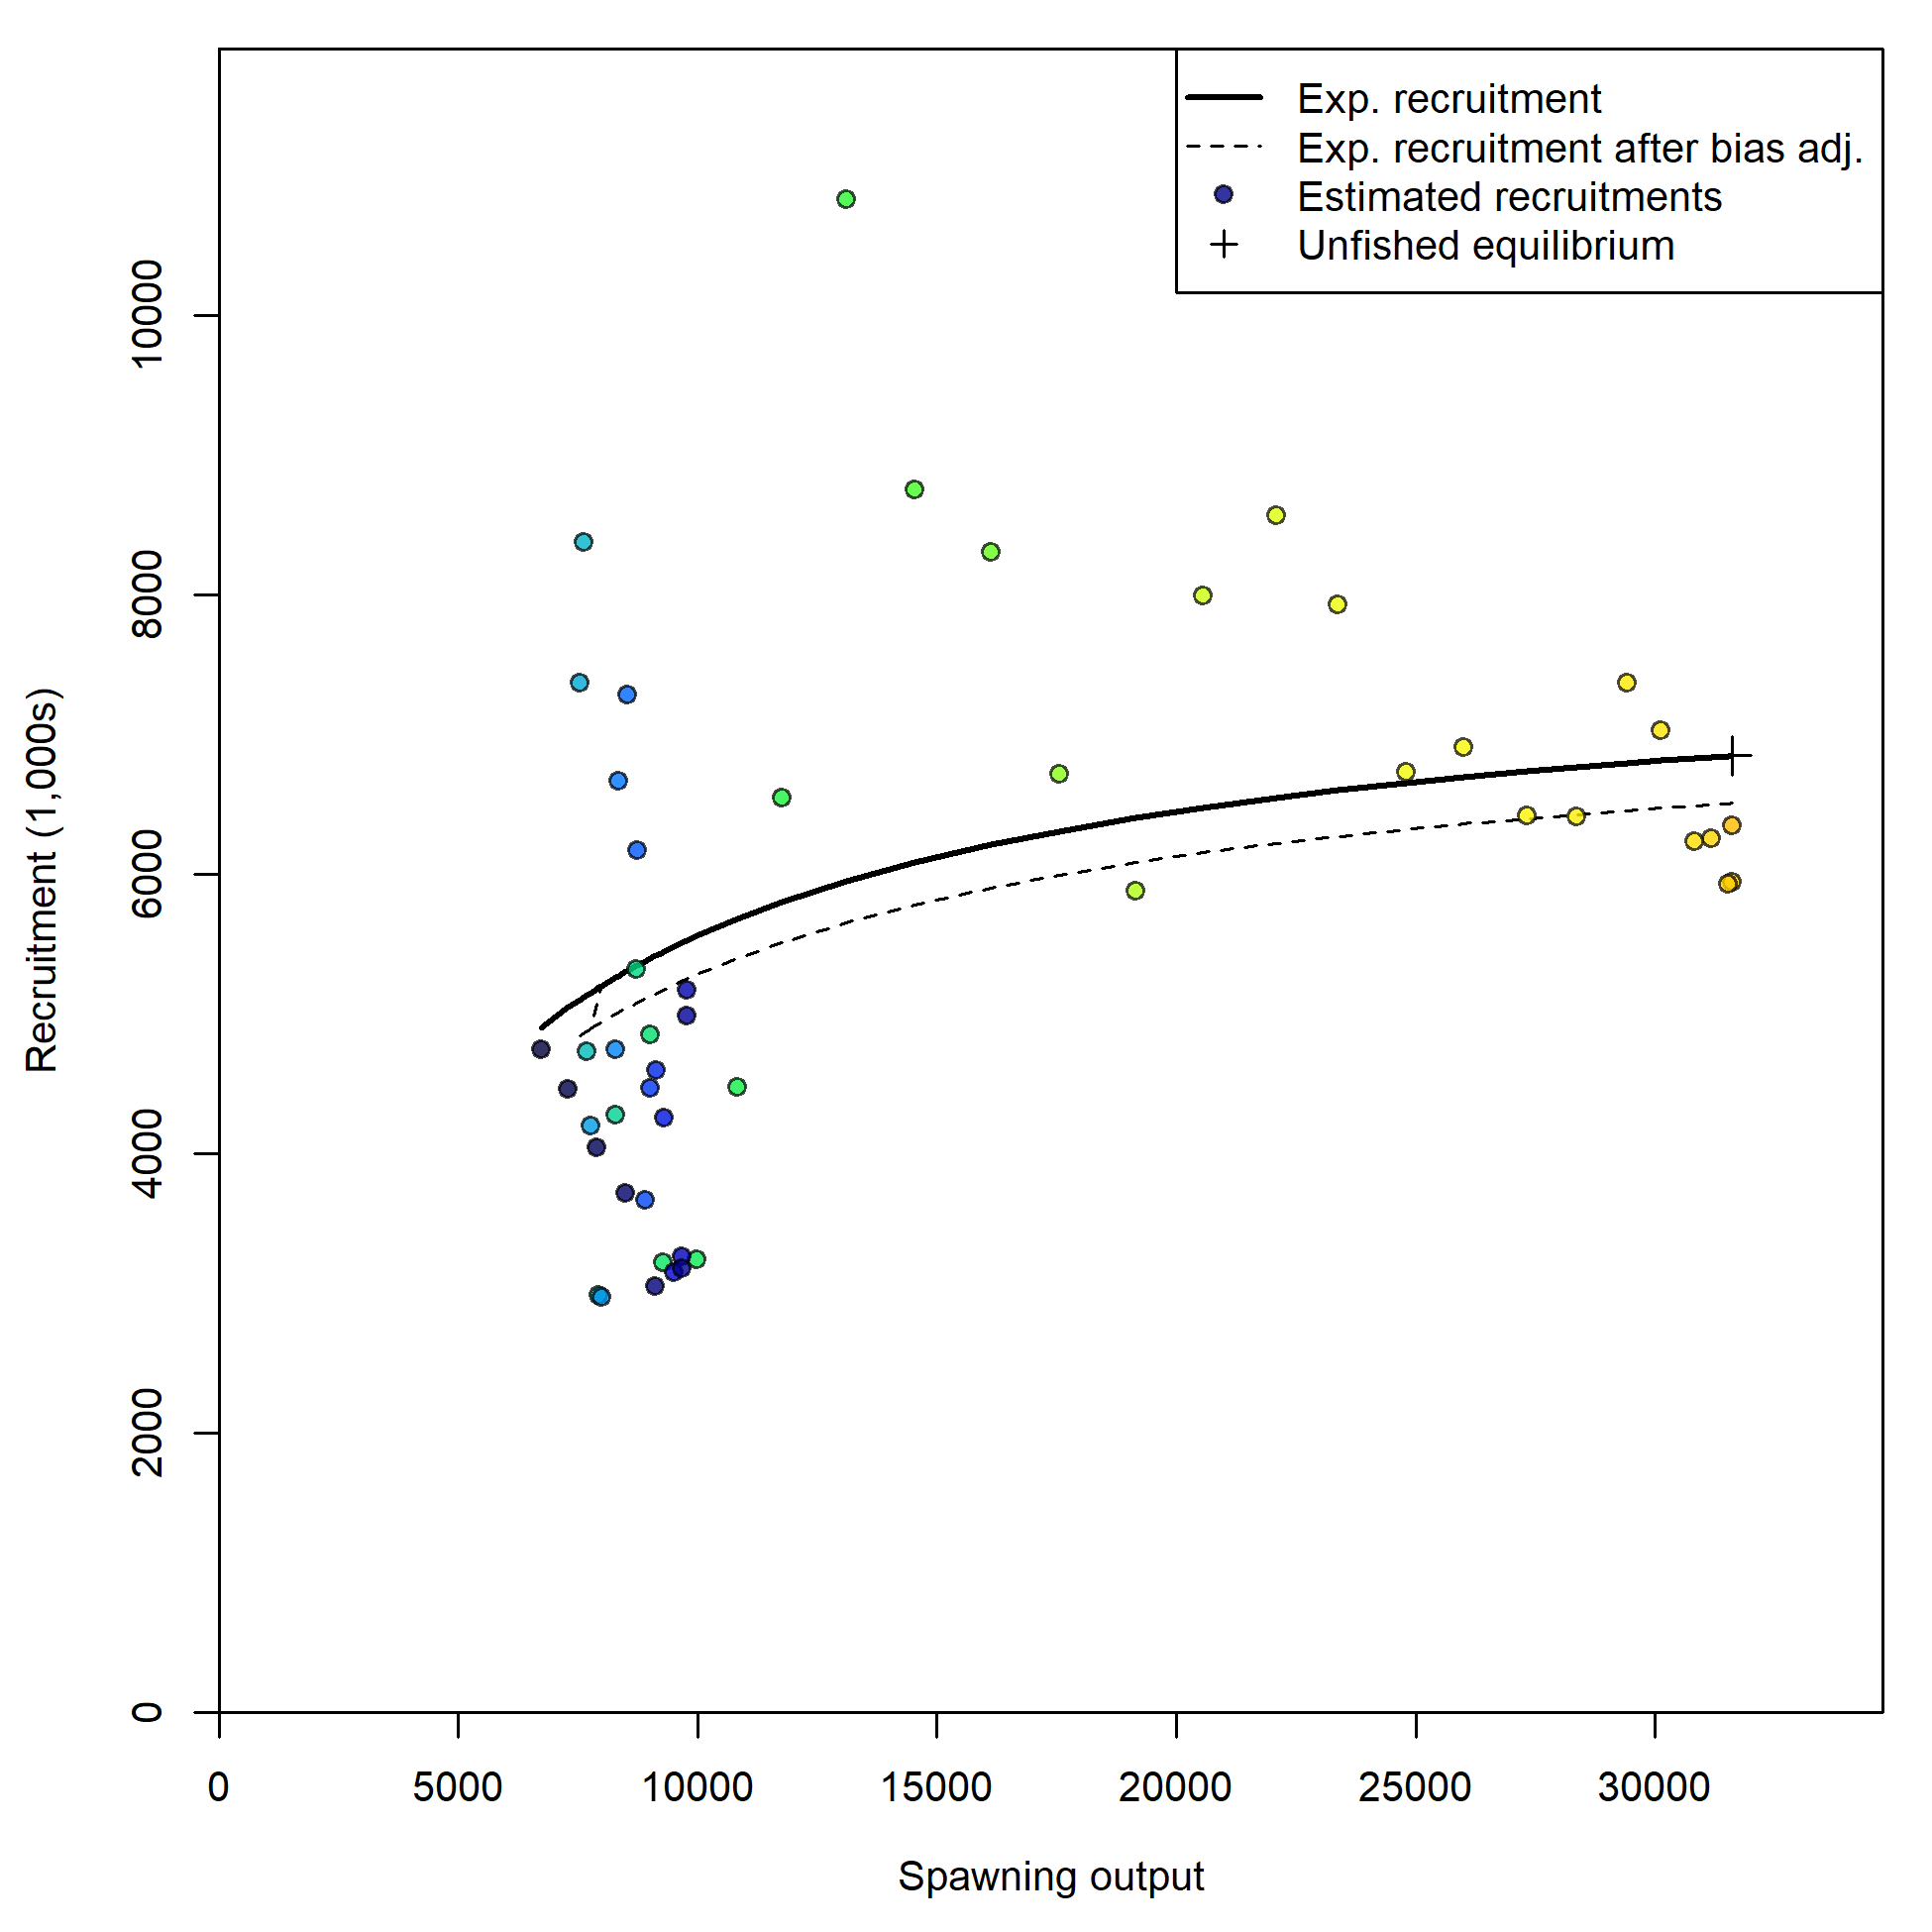 Exp. recruitment
Exp. recruitment after bias adj.
Estimated recruitments
Unfished equilibrium
Recruitment (1,000s)
10000
8000
6000
4000
2000
0
0 5000 10000 15000 20000 25000 30000
Spawning output